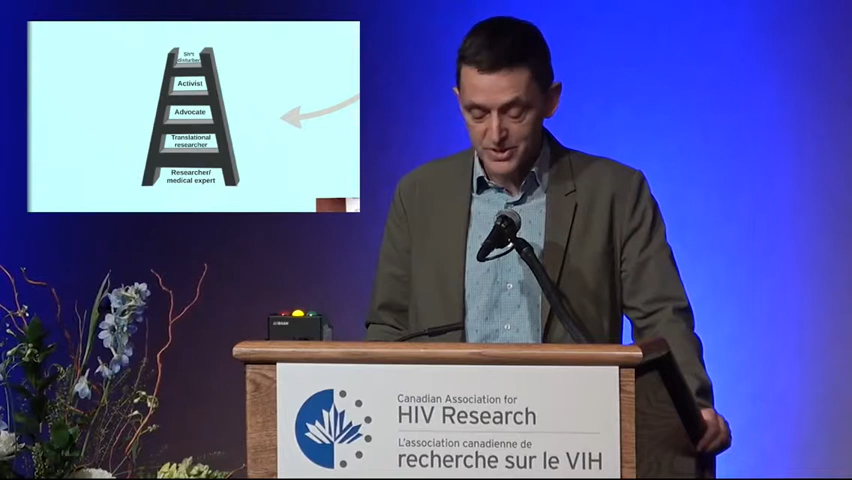 Sh*t
disturber
Activist
Advocate
Translational
researcher
Researcher/
medical expert
Canadian Association for
HIV Research
L'association canadienne de
recherche sur le VIH